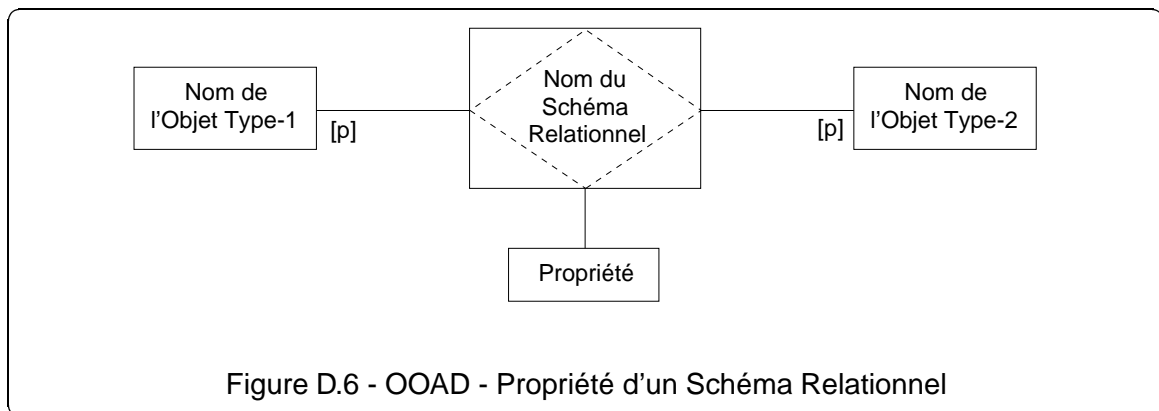 Nom de
l'Objet Type-1
[p]
Nom du
Schéma
Relationnel
[p]
Nom de
l'Objet Type-2
Propriété
Figure D.6 - OOAD - Propriété d'un Schéma Relationnel